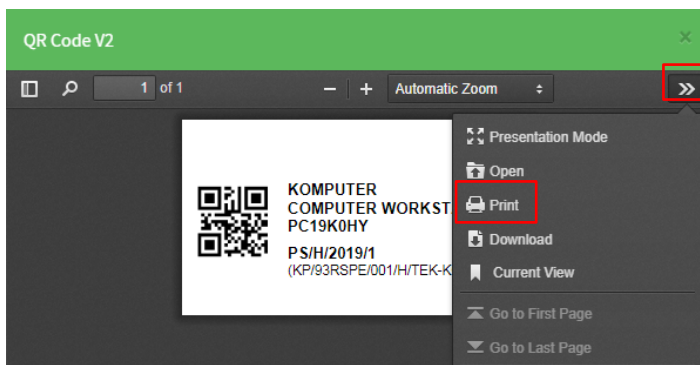 QR Code V2
1 of 1
Automatic Zoom
Presentation Mode
Open
Print
Download
Current View
Go to First Page
Go to Last Page
KOMPUTER
COMPUTER WORKST
PC19K0HY
PS/H/2019/1
(KP/93RSPE/001/H/TEK-K